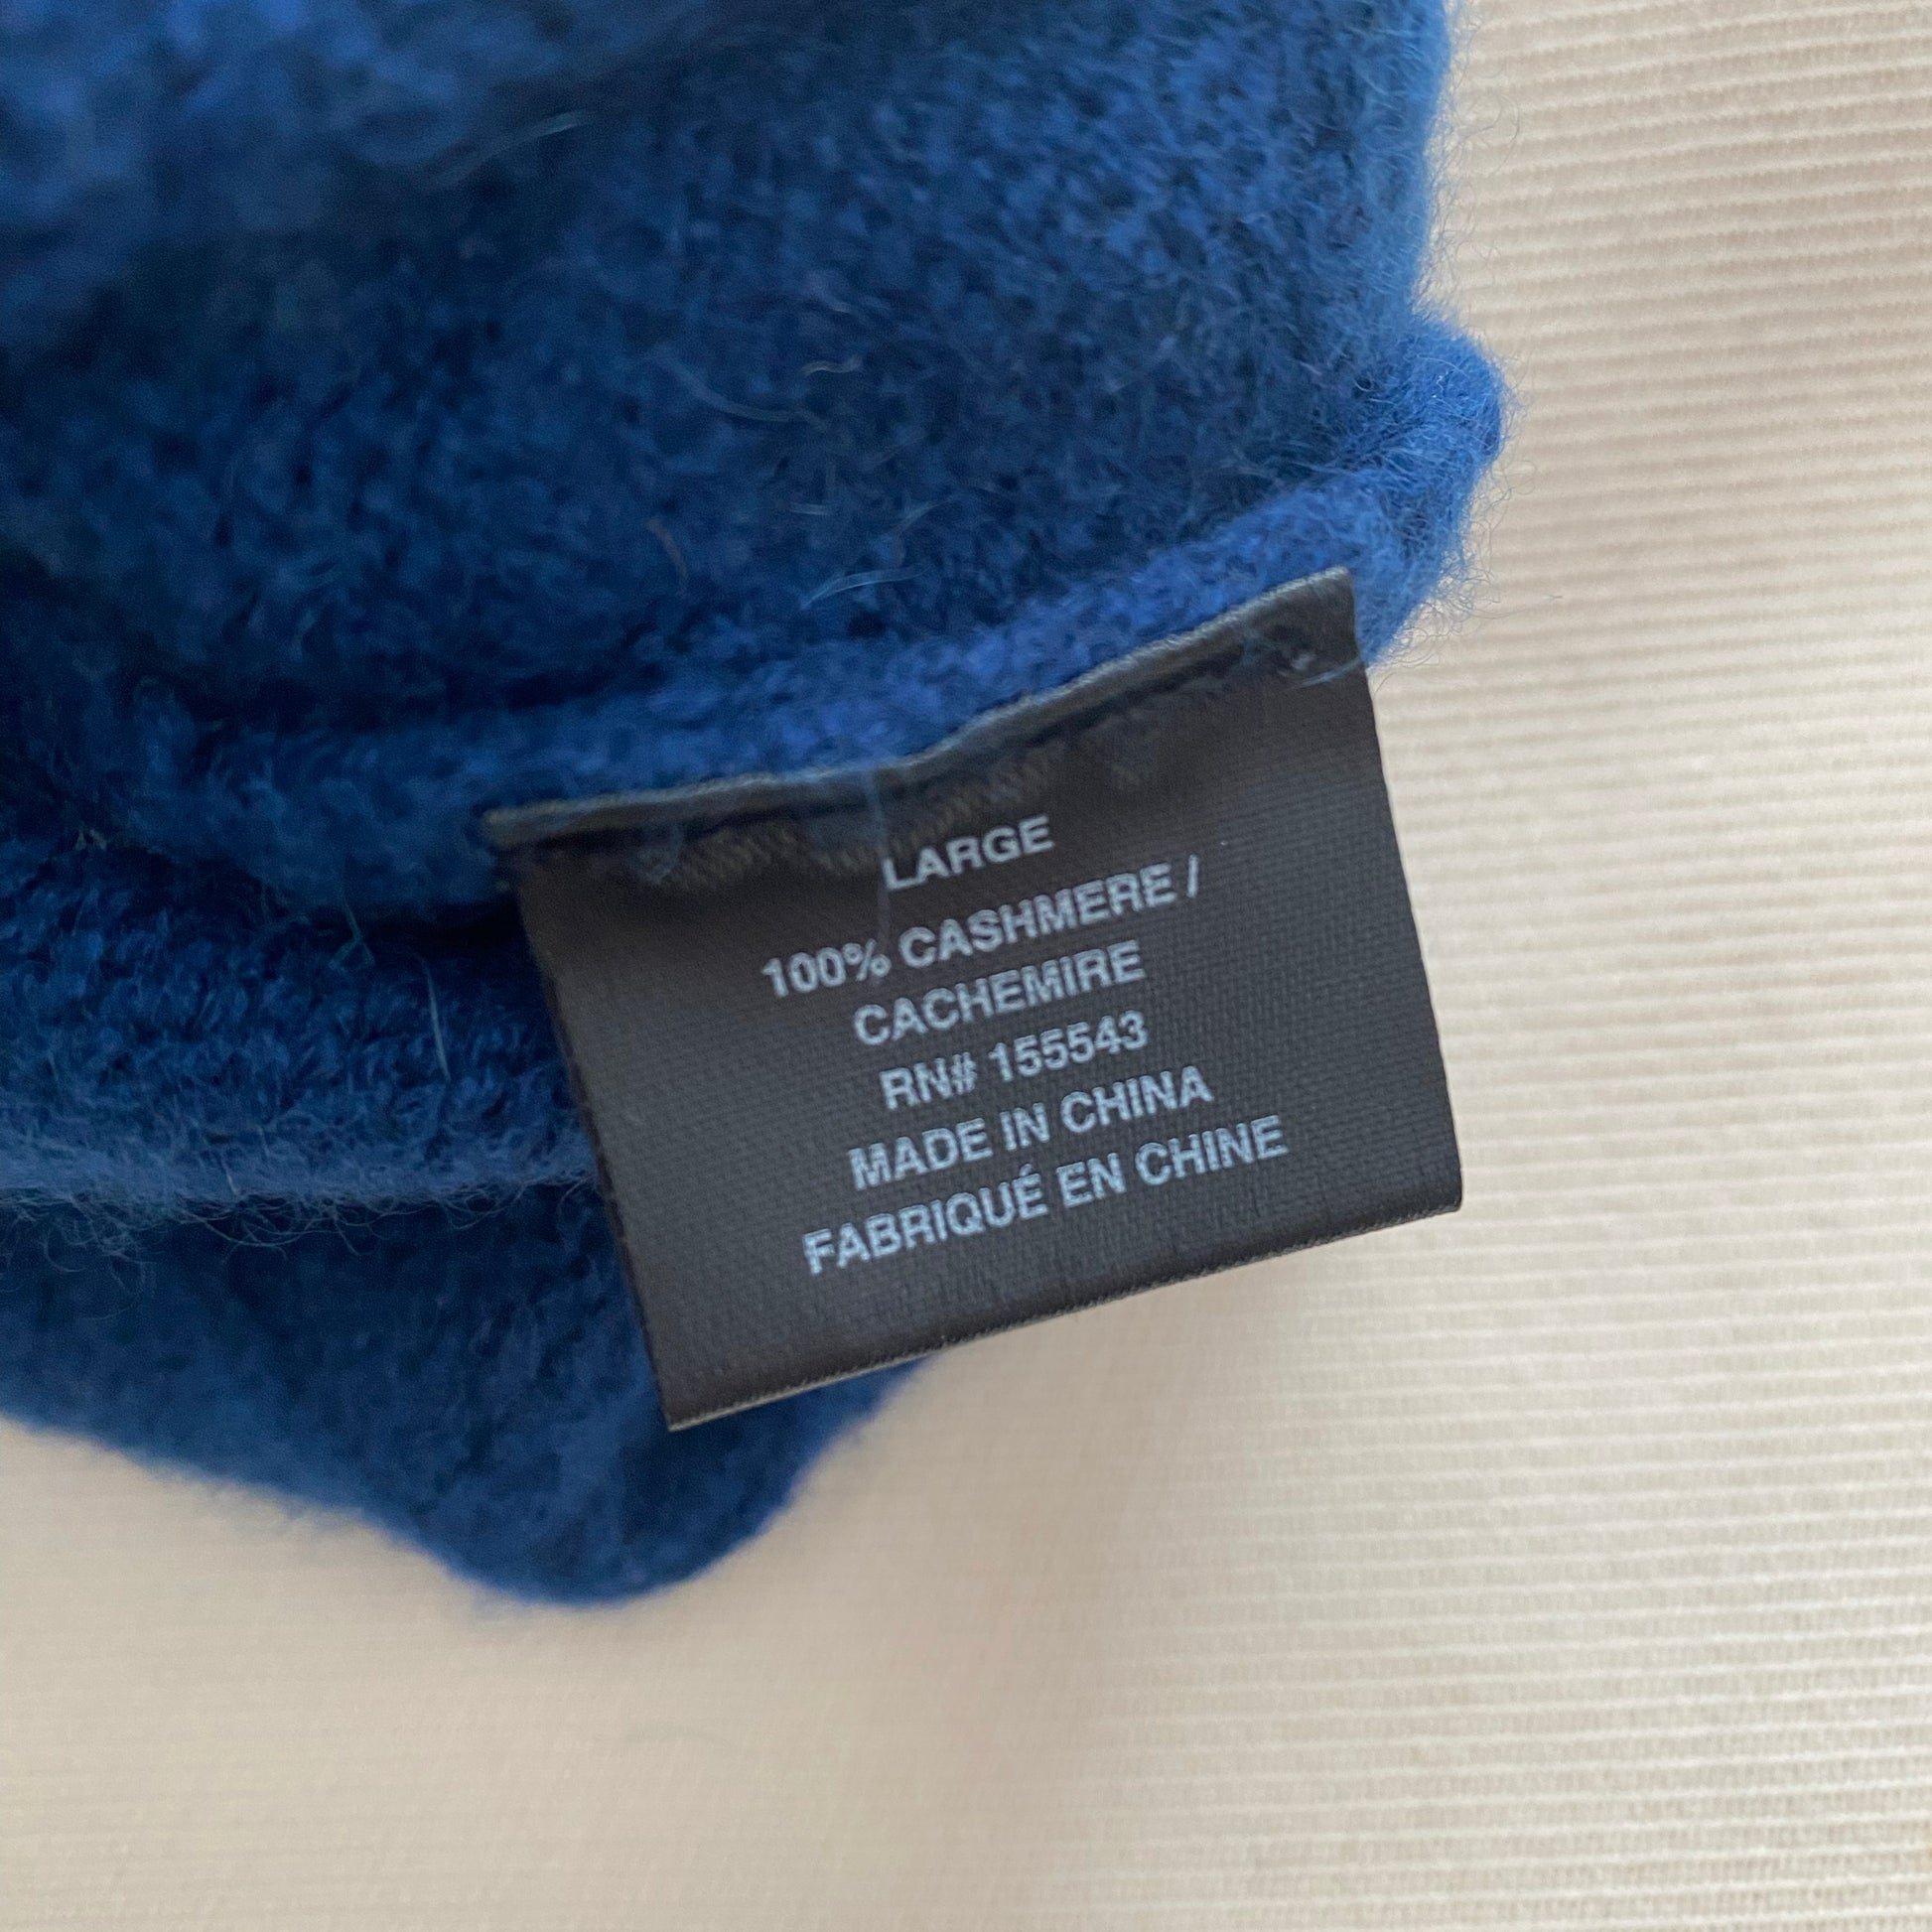 LARGE
100% CASHMERE /
CACHEMIRE
RN# 155543
MADE IN CHINA
FABRIQUÉ EN CHINE